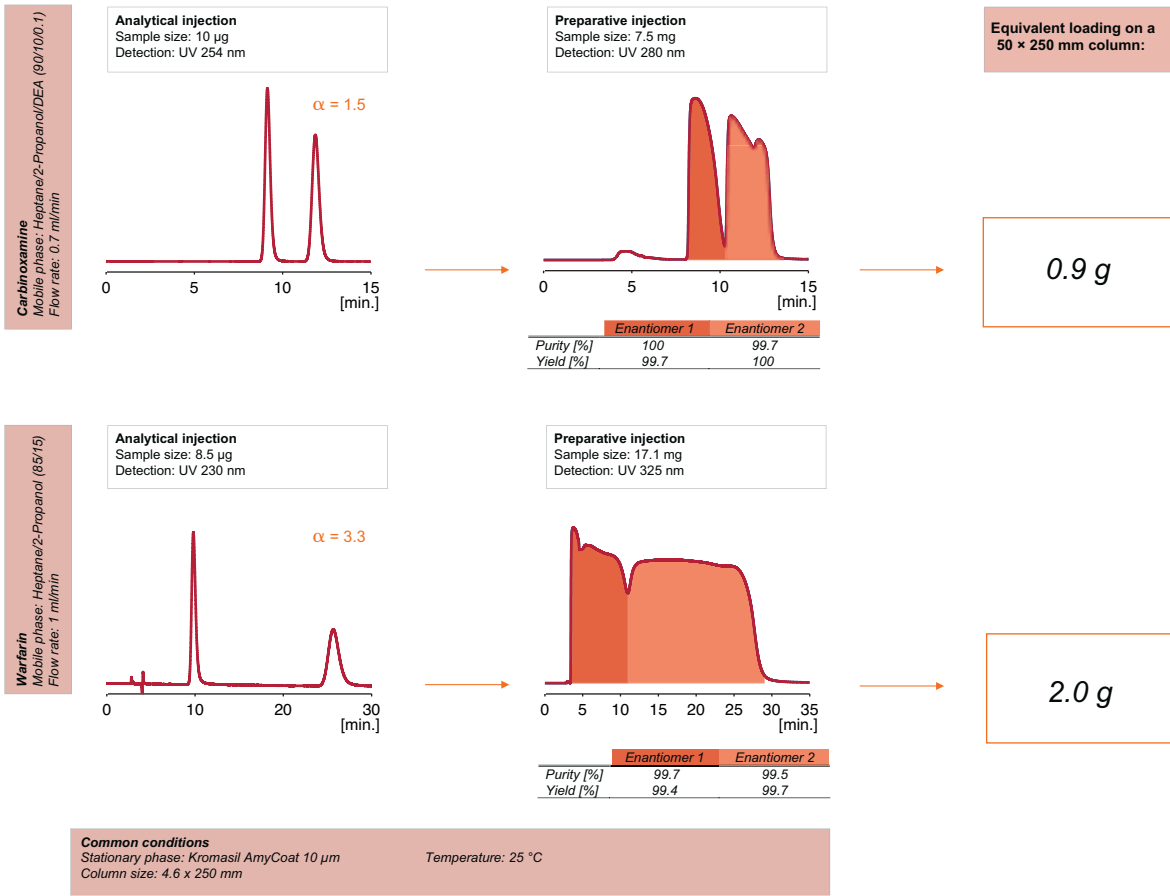 Carbinoxamine
Mobile phase: Heptane/2-Propanol/DEA (90/10/0.1)
Flow rate: 0.7 ml/min
Analytical injection
Sample size: 10 µg
Detection: UV 254 nm
α = 1.5
0 5 10 15
[min.]
Preparative injection
Sample size: 7.5 mg
Detection: UV 280 nm
0 5 10 15
[min.]
Enantiomer 1 Enantiomer 2
Purity [%] 100 99.7
Yield [%] 99.7 100
Equivalent loading on a
50 × 250 mm column:
0.9 g
Warfarin
Mobile phase: Heptane/2-Propanol (85/15)
Flow rate: 1 ml/min
Analytical injection
Sample size: 8.5 µg
Detection: UV 230 nm
α = 3.3
0 10 20 30
[min.]
Preparative injection
Sample size: 17.1 mg
Detection: UV 325 nm
0 5 10 15 20 25 30 35
[min.]
Enantiomer 1 Enantiomer 2
Purity [%] 99.7 99.5
Yield [%] 99.4 99.7
2.0 g
Common conditions
Stationary phase: Kromasil AmyCoat 10 µm Temperature: 25 °C
Column size: 4.6 x 250 mm